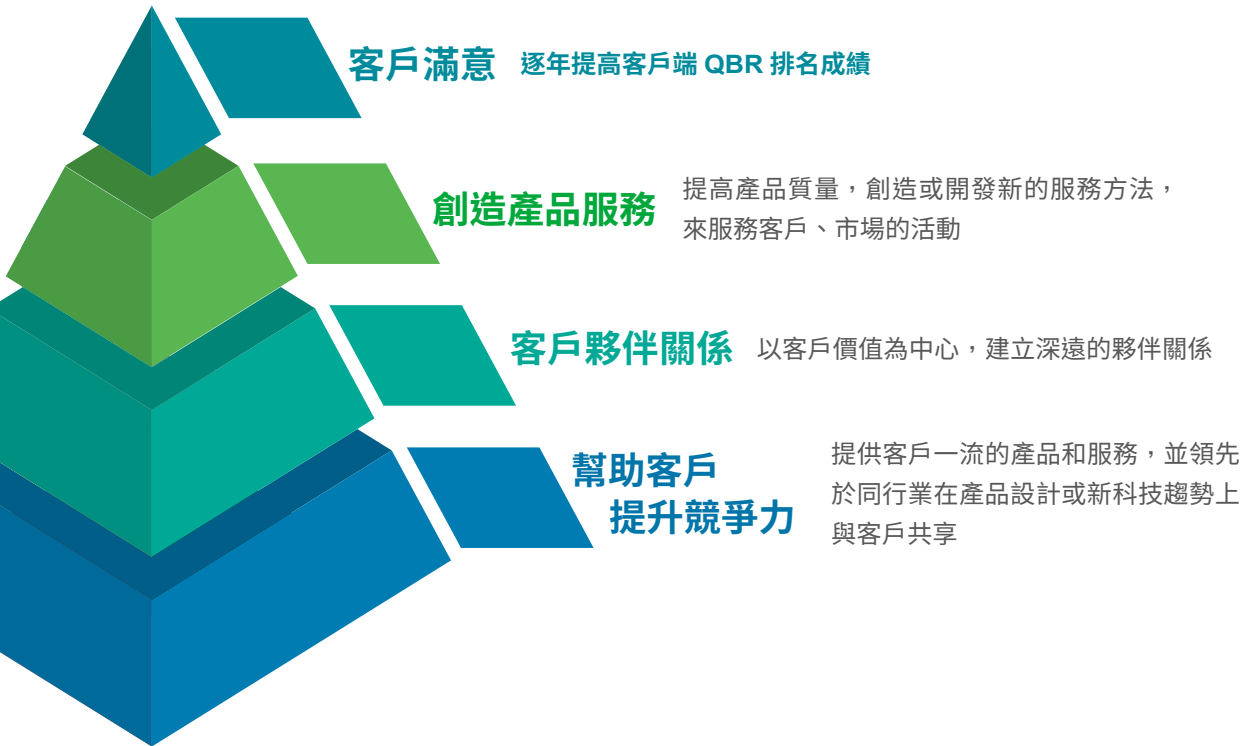 客戶滿意 逐年提高客戶端 QBR 排名成績
創造產品服務
提高產品質量，創造或開發新的服務方法，
來服務客戶、市場的活動
客戶夥伴關係 以客戶價值為中心，建立深遠的夥伴關係
幫助客戶
提升競爭力
提供客戶一流的產品和服務，並領先
於同行業在產品設計或新科技趨勢上
與客戶共享